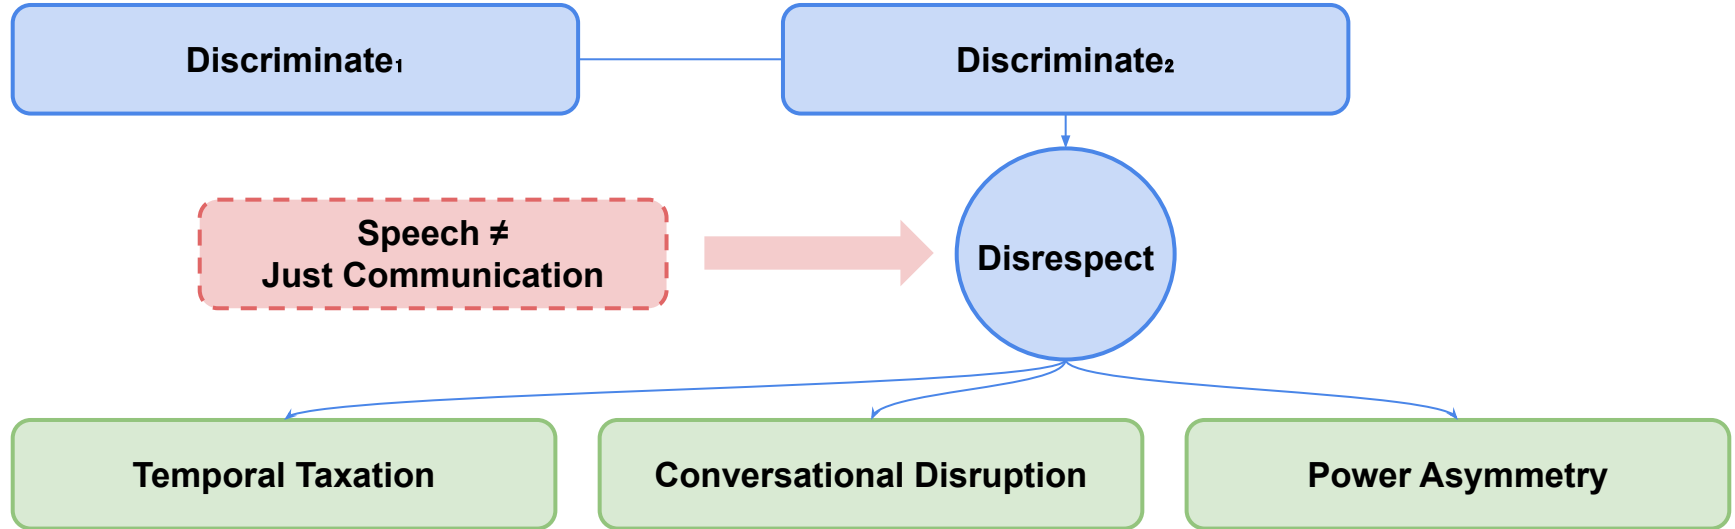 Discriminate₁
Discriminate₂
Speech ≠
Just Communication
Disrespect
Temporal Taxation
Conversational Disruption
Power Asymmetry